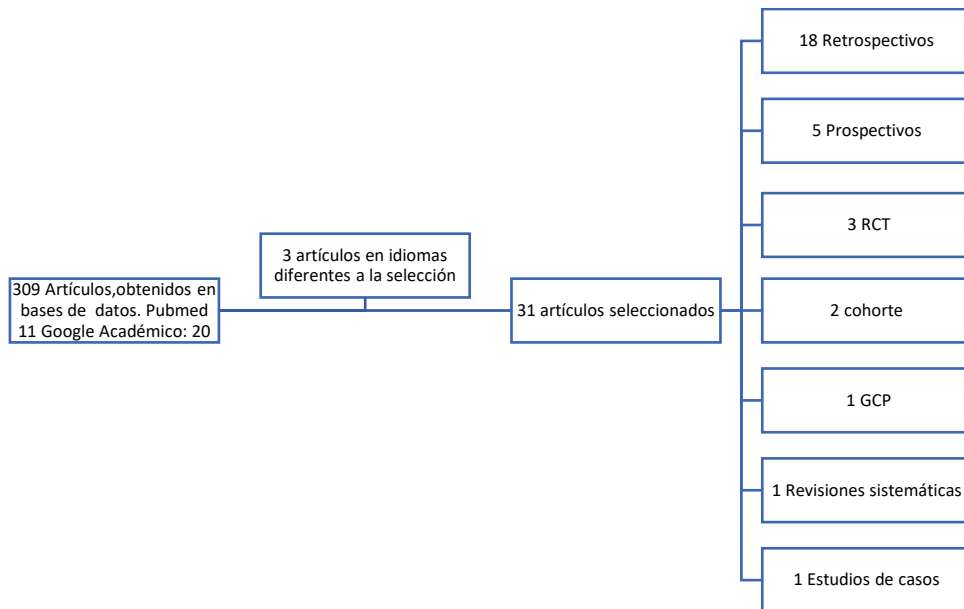 309 Artículos,obtenidos en
bases de datos. Pubmed
11 Google Académico: 20
3 artículos en idiomas
diferentes a la selección
31 artículos seleccionados
18 Retrospectivos
5 Prospectivos
3 RCT
2 cohorte
1 GCP
1 Revisiones sistemáticas
1 Estudios de casos